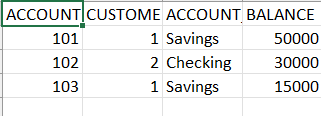 ACCOUNT CUSTOME ACCOUNT BALANCE
101 1 Savings 50000
102 2 Checking 30000
103 1 Savings 15000